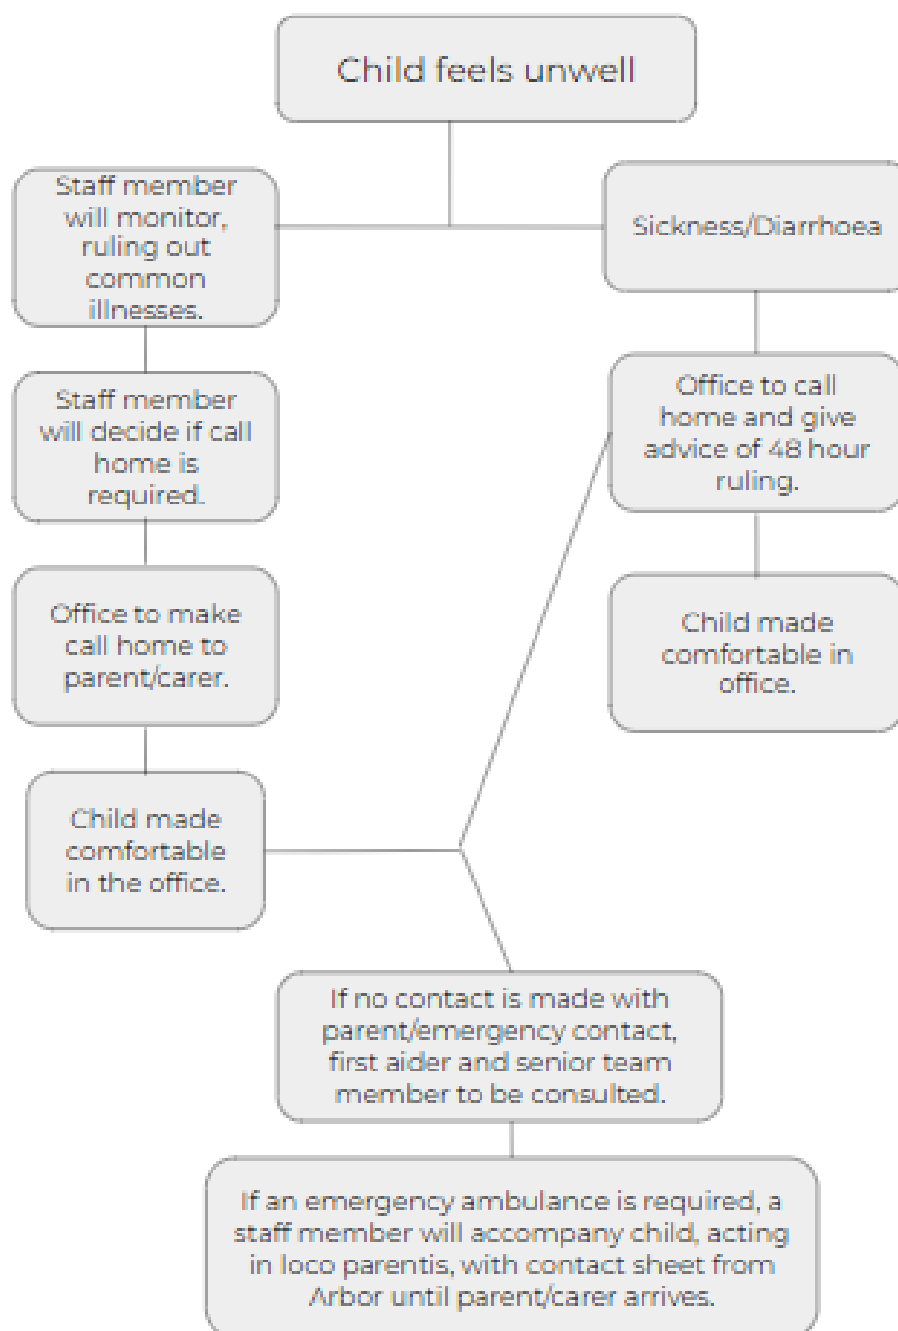 Child feels unwell
Staff member
will monitor,
ruling out
common
illnesses.
Sickness/Diarrhoea
Staff member
will decide if call
home is
required.
Office to call
home and give
advice of 48 hour
ruling.
Office to make
call home to
parent/carer.
Child made
comfortable in
office.
Child made
comfortable
in the office.
If no contact is made with
parent/emergency contact,
first aider and senior team
member to be consulted.
If an emergency ambulance is required, a
staff member will accompany child, acting
in loco parentis, with contact sheet from
Arbor until parent/carer arrives.